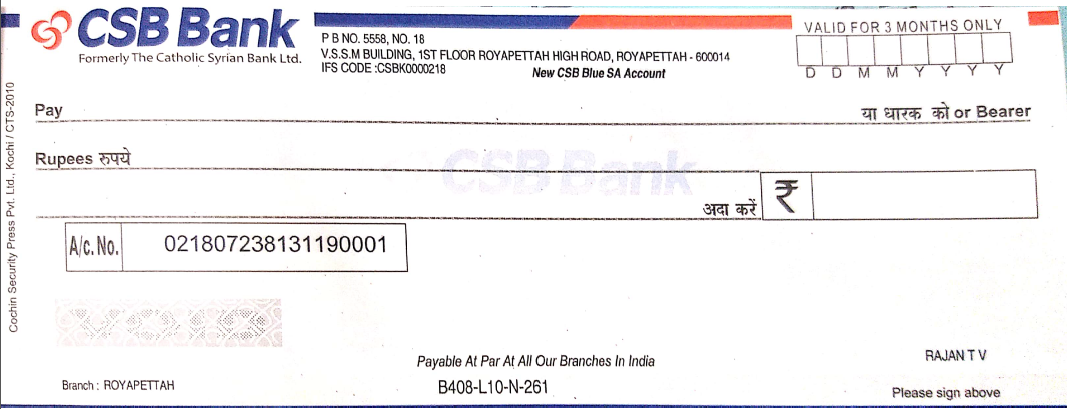 CSB Bank
Formerly The Catholic Syrian Bank Ltd.
P B NO. 5558, NO. 18
V.S.S.M BUILDING, 1ST FLOOR ROYAPETTAH HIGH ROAD, ROYAPETTAH - 600014
IFS CODE :CSBK0000218
New CSB Blue SA Account
VALID FOR 3 MONTHS ONLY
D D M M Y Y Y Y
Pay
या धारक को or Bearer
Rupees रुपये
CSB Bank
अदा करें ₹
A/c. No. 021807238131190001
Cochin Security Press Pvt. Ltd., Kochi / CTS-2010
VOID
Payable At Par At All Our Branches In India
RAJAN T V
Branch : ROYAPETTAH
B408-L10-N-261
Please sign above